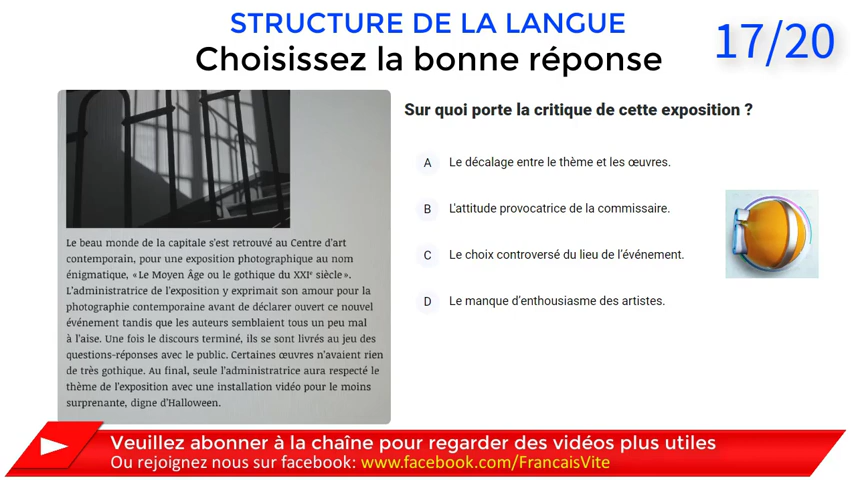 STRUCTURE DE LA LANGUE
Choisissez la bonne réponse
17/20
Le beau monde de la capitale s'est retrouvé au Centre d'art
contemporain, pour une exposition photographique au nom
énigmatique, « Le Moyen Âge ou le gothique du XXIe siècle ».
L'administratrice de l'exposition y exprimait son amour pour la
photographie contemporaine avant de déclarer ouvert ce nouvel
événement tandis que les auteurs semblaient tous un peu mal
à l'aise. Une fois le discours terminé, ils se sont livrés au jeu des
questions-réponses avec le public. Certaines œuvres n'avaient rien
de très gothique. Au final, seule l'administratrice aura respecté le
thème de l'exposition avec une installation vidéo pour le moins
surprenante, digne d'Halloween.
Sur quoi porte la critique de cette exposition ?
A Le décalage entre le thème et les œuvres.
B L'attitude provocatrice de la commissaire.
C Le choix controversé du lieu de l'événement.
D Le manque d'enthousiasme des artistes.
Veuillez abonner à la chaîne pour regarder des vidéos plus utiles
Ou rejoignez nous sur facebook: www.facebook.com/FrancaisVite